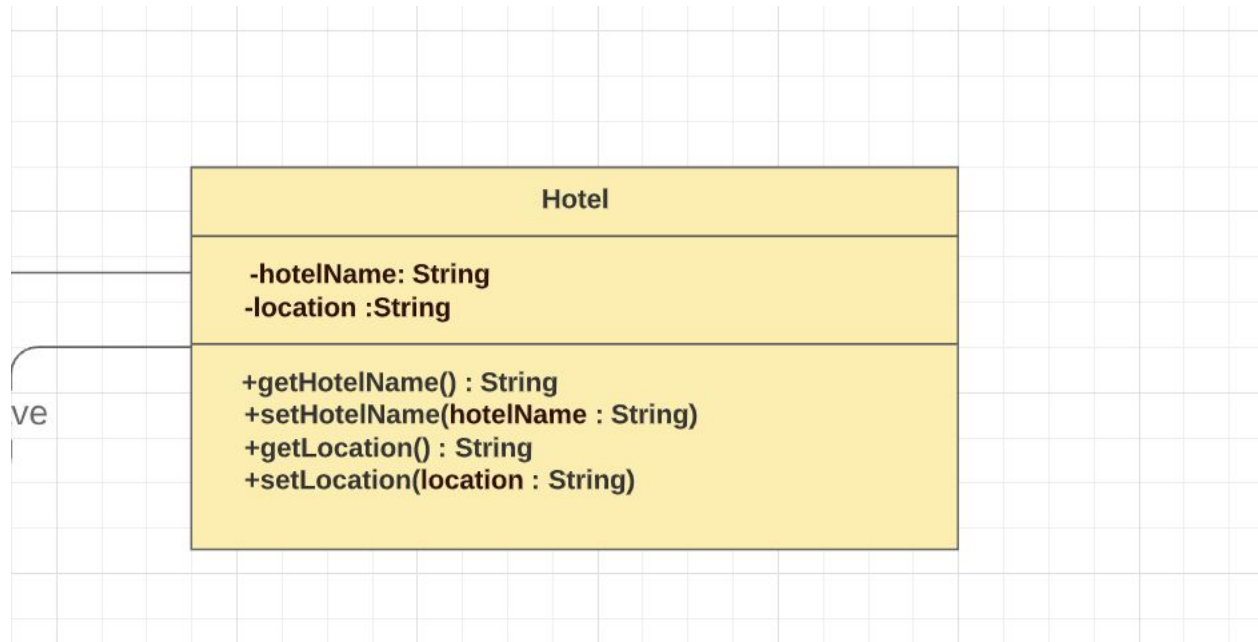 Hotel
-hotelName: String
-location :String
+getHotelName() : String
+setHotelName(hotelName : String)
+getLocation() : String
+setLocation(location : String)
ve